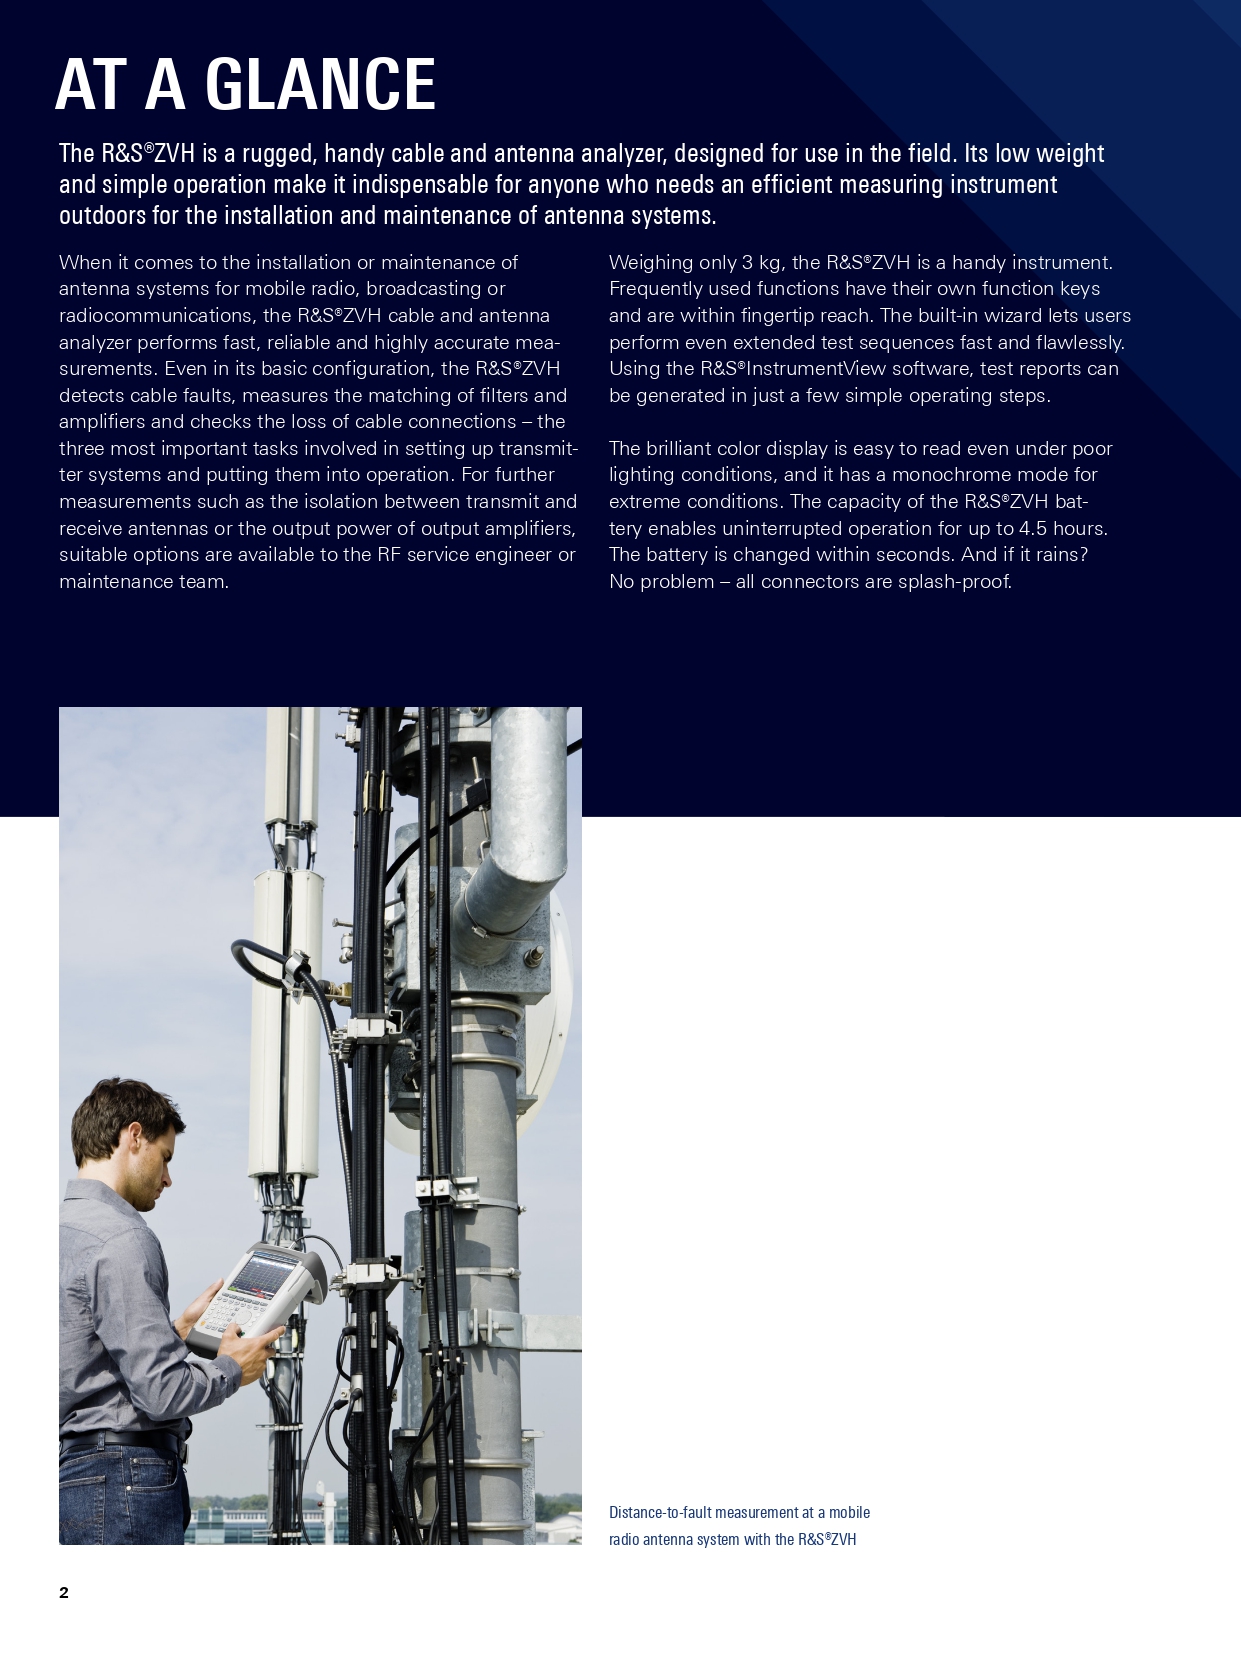 AT A GLANCE
The R&S®ZVH is a rugged, handy cable and antenna analyzer, designed for use in the field. Its low weight
and simple operation make it indispensable for anyone who needs an efficient measuring instrument
outdoors for the installation and maintenance of antenna systems.
When it comes to the installation or maintenance of
antenna systems for mobile radio, broadcasting or
radiocommunications, the R&S®ZVH cable and antenna
analyzer performs fast, reliable and highly accurate mea-
surements. Even in its basic configuration, the R&S®ZVH
detects cable faults, measures the matching of filters and
amplifiers and checks the loss of cable connections – the
three most important tasks involved in setting up transmit-
ter systems and putting them into operation. For further
measurements such as the isolation between transmit and
receive antennas or the output power of output amplifiers,
suitable options are available to the RF service engineer or
maintenance team.
Weighing only 3 kg, the R&S®ZVH is a handy instrument.
Frequently used functions have their own function keys
and are within fingertip reach. The built-in wizard lets users
perform even extended test sequences fast and flawlessly.
Using the R&S®InstrumentView software, test reports can
be generated in just a few simple operating steps.
The brilliant color display is easy to read even under poor
lighting conditions, and it has a monochrome mode for
extreme conditions. The capacity of the R&S®ZVH bat-
tery enables uninterrupted operation for up to 4.5 hours.
The battery is changed within seconds. And if it rains?
No problem – all connectors are splash-proof.
Distance-to-fault measurement at a mobile
radio antenna system with the R&S®ZVH
2